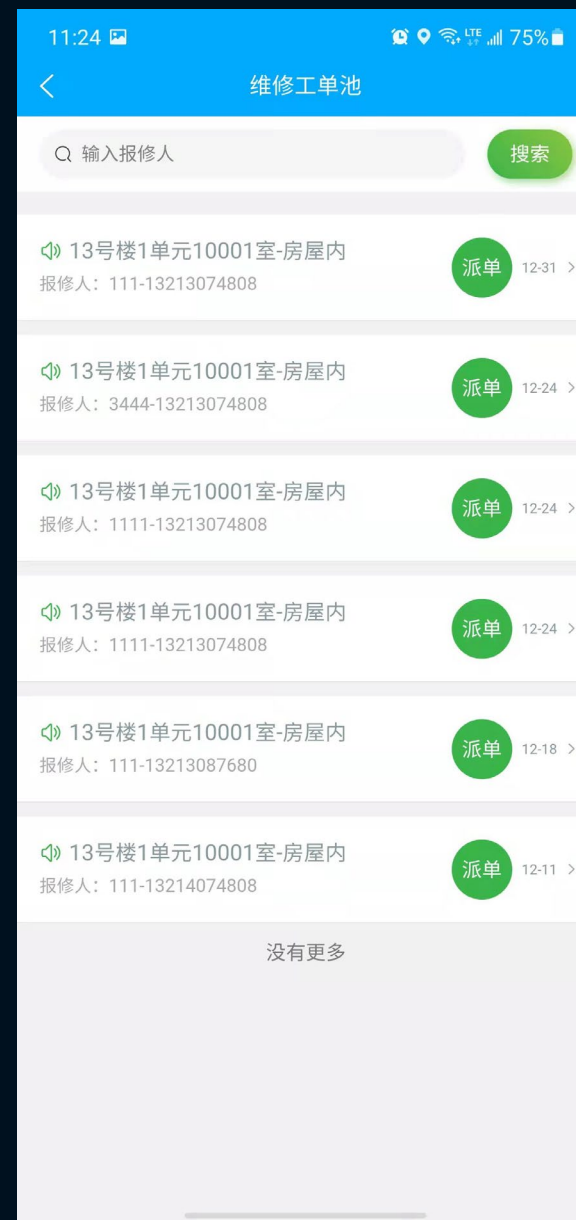 11:24
LTE
75%
维修工单池
输入报修人
搜索
13号楼1单元10001室-房屋内
报修人：111-13213074808
派单
12-31
13号楼1单元10001室-房屋内
报修人：3444-13213074808
派单
12-24
13号楼1单元10001室-房屋内
报修人：1111-13213074808
派单
12-24
13号楼1单元10001室-房屋内
报修人：1111-13213074808
派单
12-24
13号楼1单元10001室-房屋内
报修人：111-13213087680
派单
12-18
13号楼1单元10001室-房屋内
报修人：111-13214074808
派单
12-11
没有更多